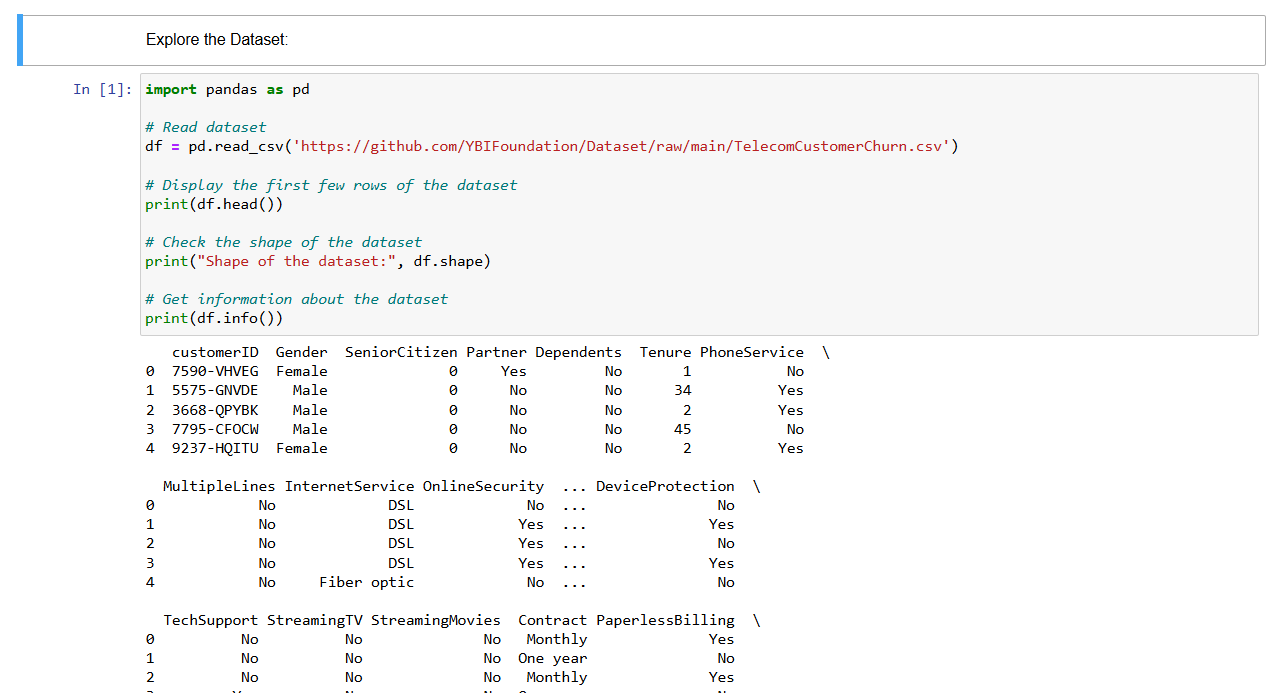 Explore the Dataset:
In [1]: import pandas as pd
# Read dataset
df = pd.read_csv('https://github.com/YBIFoundation/Dataset/raw/main/TelecomCustomerChurn.csv')
# Display the first few rows of the dataset
print(df.head())
# Check the shape of the dataset
print("Shape of the dataset:", df.shape)
# Get information about the dataset
print(df.info())
customerID Gender SeniorCitizen Partner Dependents Tenure PhoneService \
0 7590-VHVEG Female 0 Yes No 1 No
1 5575-GNVDE Male 0 No No 34 Yes
2 3668-QPYBK Male 0 No No 2 Yes
3 7795-CFOCW Male 0 No No 45 No
4 9237-HQITU Female 0 No No 2 Yes
MultipleLines InternetService OnlineSecurity ... DeviceProtection \
0 No DSL No ... No
1 No DSL Yes ... Yes
2 No DSL Yes ... No
3 No DSL Yes ... Yes
4 No Fiber optic No ... No
TechSupport StreamingTV StreamingMovies Contract PaperlessBilling \
0 No No No Monthly Yes
1 No No No One year No
2 No No No Monthly Yes